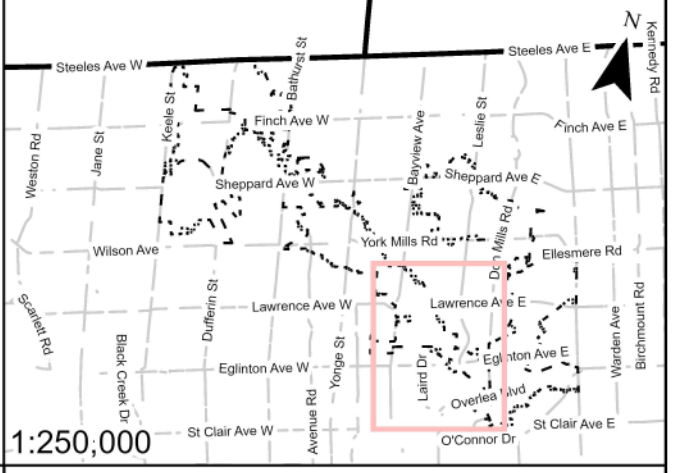 N
Steeles Ave W
Steeles Ave E
Kennedy Rd
Bathurst St
Keele St
Finch Ave W
Finch Ave E
Weston Rd
Jane St
Bayview Ave
Leslie St
Sheppard Ave W
Sheppard Ave E
Wilson Ave
York Mills Rd
Don Mills Rd
Ellesmere Rd
Scarlett Rd
Dufferin St
Lawrence Ave W
Lawrence Ave E
Warden Ave
Birchmount Rd
Black Creek Dr
Yonge St
Eglinton Ave W
Laird Dr
Eglinton Ave E
Overlea Blvd
Avenue Rd
St Clair Ave W
St Clair Ave E
O'Connor Dr
1:250,000